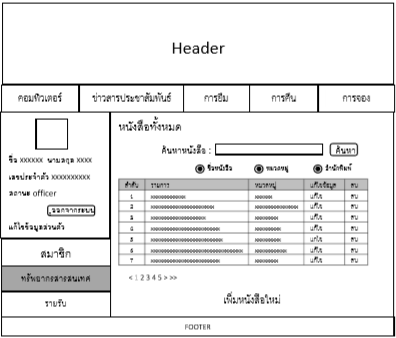 Header
คอมพิวเตอร์ ข่าวสารประชาสัมพันธ์ การยืม การคืน การจอง
ชื่อ xxxxxx นามสกุล xxxx
เลขประจำตัว xxxxxxxxxx
สถานะ officer
ออกจากระบบ
แก้ไขข้อมูลส่วนตัว
สมาชิก
ทรัพยากรสารสนเทศ
รายรับ
หนังสือทั้งหมด
ค้นหาหนังสือ : ค้นหา
ชื่อหนังสือ หมวดหมู่ สำนักพิมพ์
ลำดับ รายการ หมวดหมู่ แก้ไขข้อมูล ลบ
1 xxxxxxxxxxxx xxxxxxxx แก้ไข ลบ
2 xxxxxxxxxxxxxxxxxx xxxxxxxxx แก้ไข ลบ
3 xxxxxxxxxxxxxxxxxxx xxxxxxx แก้ไข ลบ
4 xxxxxxxxxxxxxxxxxxxxxxx xxxxxxxx แก้ไข ลบ
5 xxxxxxxxxxxxxxxxxxxxxxxx xxxxxxxx แก้ไข ลบ
6 xxxxxxxxxxxxxxxxxxxxxxxxxxxxxxxx xxxxxxxxx แก้ไข ลบ
7 xxxxxxxxxxxxxxxxxxxxxxxxxxx xxxxxxxx แก้ไข ลบ
< 1 2 3 4 5 > >>
เพิ่มหนังสือใหม่
FOOTER